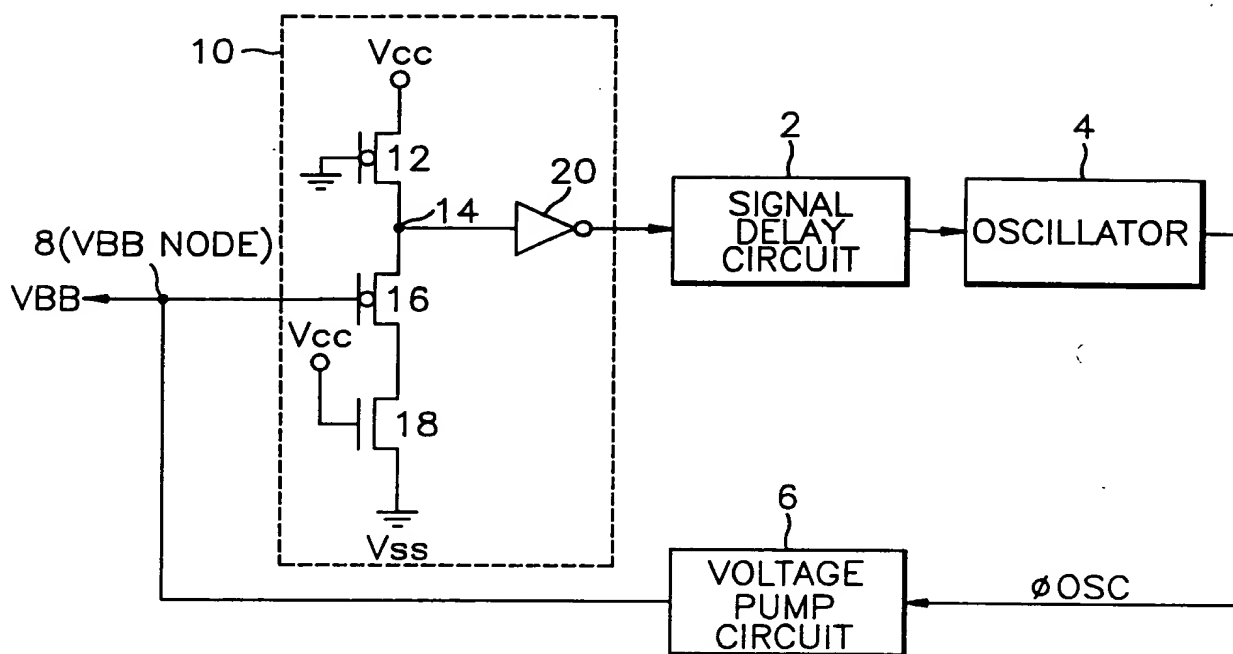 10
Vcc
12
14
20
2
SIGNAL
DELAY
CIRCUIT
4
OSCILLATOR
8(VBB NODE)
VBB
16
Vcc
18
Vss
6
VOLTAGE
PUMP
CIRCUIT
øOSC